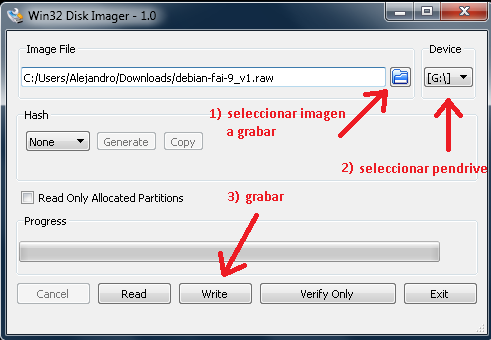 Win32 Disk Imager - 1.0
Image File
Device
C:/Users/Alejandro/Downloads/debian-fai-9_v1.raw
[G:\]
1) seleccionar imagen
a grabar
Hash
None
Generate
Copy
2) seleccionar pendrive
Read Only Allocated Partitions
3) grabar
Progress
Cancel
Read
Write
Verify Only
Exit